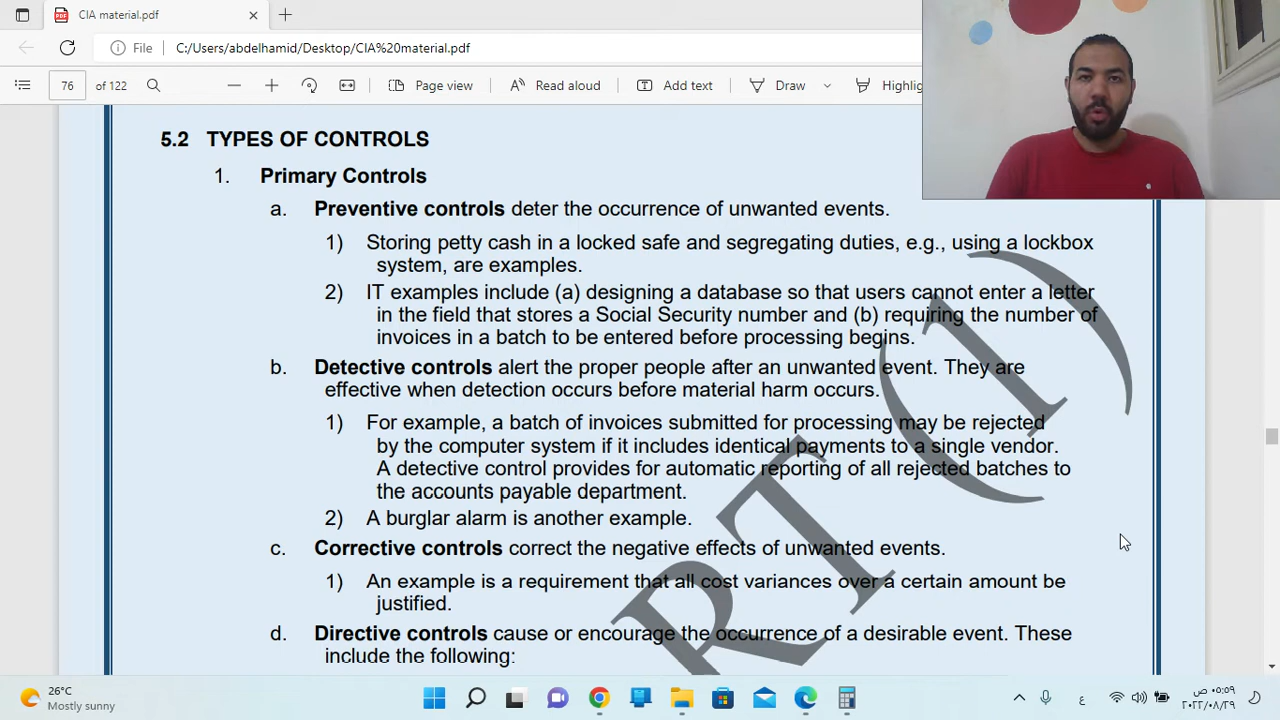 CIA material.pdf
File
C:/Users/abdelhamid/Desktop/CIA%20material.pdf
76 of 122
Page view
Read aloud
Add text
Draw
Highlig
5.2 TYPES OF CONTROLS
1. Primary Controls
a. Preventive controls deter the occurrence of unwanted events.
1) Storing petty cash in a locked safe and segregating duties, e.g., using a lockbox
system, are examples.
2) IT examples include (a) designing a database so that users cannot enter a letter
in the field that stores a Social Security number and (b) requiring the number of
invoices in a batch to be entered before processing begins.
b. Detective controls alert the proper people after an unwanted event. They are
effective when detection occurs before material harm occurs.
1) For example, a batch of invoices submitted for processing may be rejected
by the computer system if it includes identical payments to a single vendor.
A detective control provides for automatic reporting of all rejected batches to
the accounts payable department.
2) A burglar alarm is another example.
c. Corrective controls correct the negative effects of unwanted events.
1) An example is a requirement that all cost variances over a certain amount be
justified.
d. Directive controls cause or encourage the occurrence of a desirable event. These
include the following:
RT (I)
26°C
Mostly sunny
ع
٠٥:٥٩ ص
٢٠٢٢/٠٨/٢٩